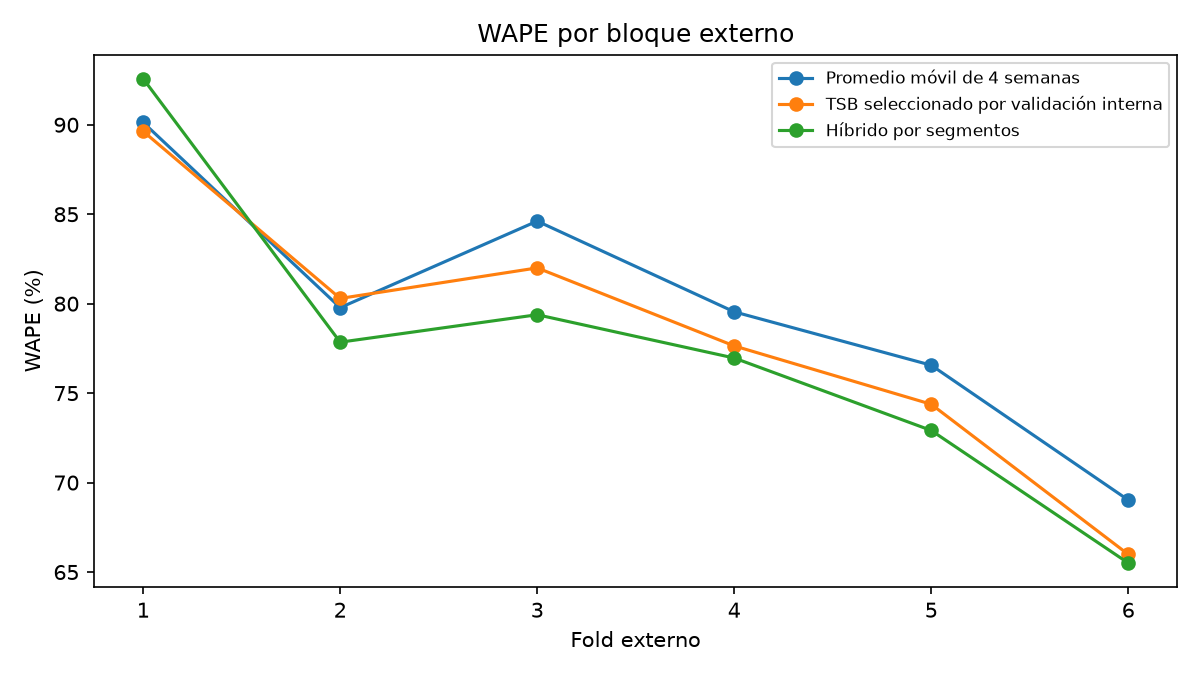 WAPE por bloque externo
Promedio móvil de 4 semanas
TSB seleccionado por validación interna
Híbrido por segmentos
WAPE (%)
90
85
80
75
70
65
1 2 3 4 5 6
Fold externo